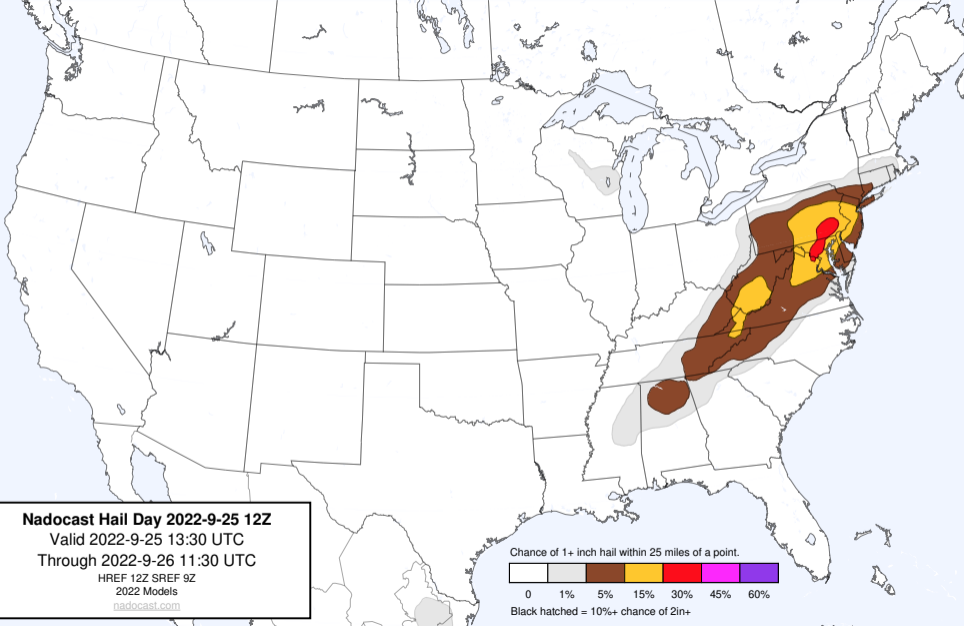 Nadocast Hail Day 2022-9-25 12Z
Valid 2022-9-25 13:30 UTC
Through 2022-9-26 11:30 UTC
HREF 12Z SREF 9Z
2022 Models
nadocast.com
Chance of 1+ inch hail within 25 miles of a point.
0 1% 5% 15% 30% 45% 60%
Black hatched = 10%+ chance of 2in+